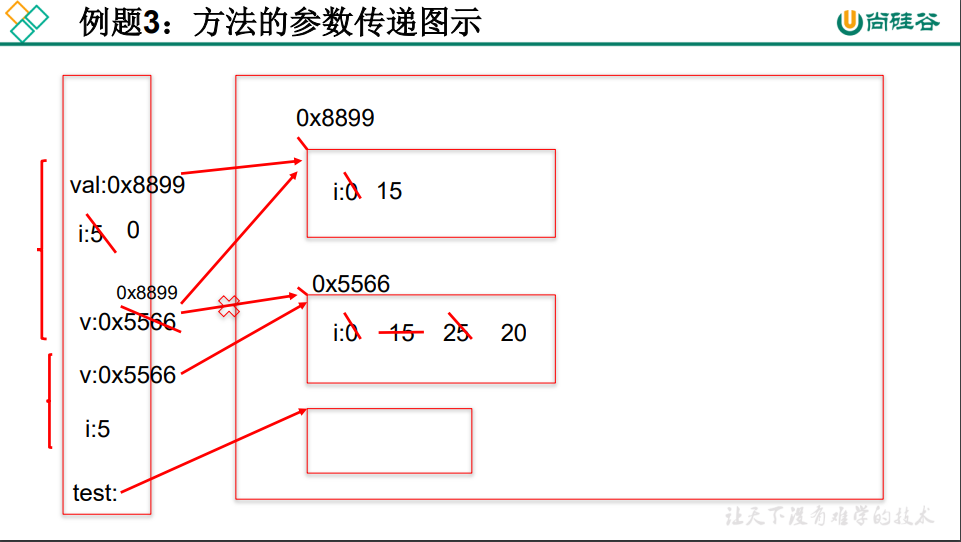 例题3：方法的参数传递图示
尚硅谷
0x8899
val:0x8899
i:0 15
i:5 0
0x5566
0x8899
v:0x5566
i:0 15 25 20
v:0x5566
i:5
test:
让天下没有难学的技术